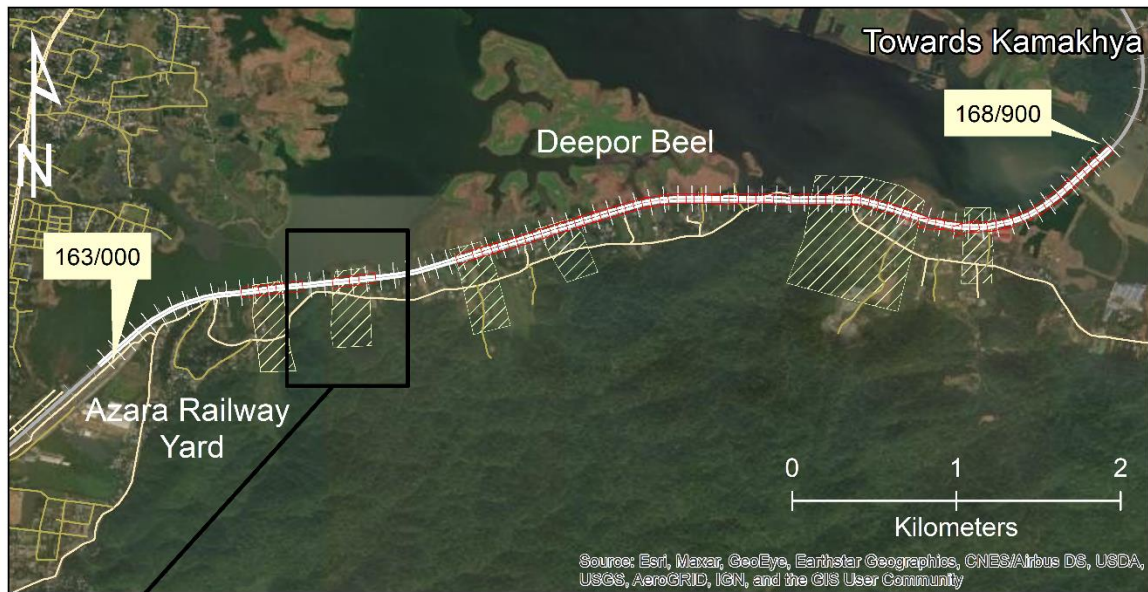 Towards Kamakhya
168/900
Deepor Beel
N
163/000
Azara Railway
Yard
0 1 2
Kilometers
Source: Esri, Maxar, GeoEye, Earthstar Geographics, CNES/Airbus DS, USDA,
USGS, AeroGRID, IGN, and the GIS User Community